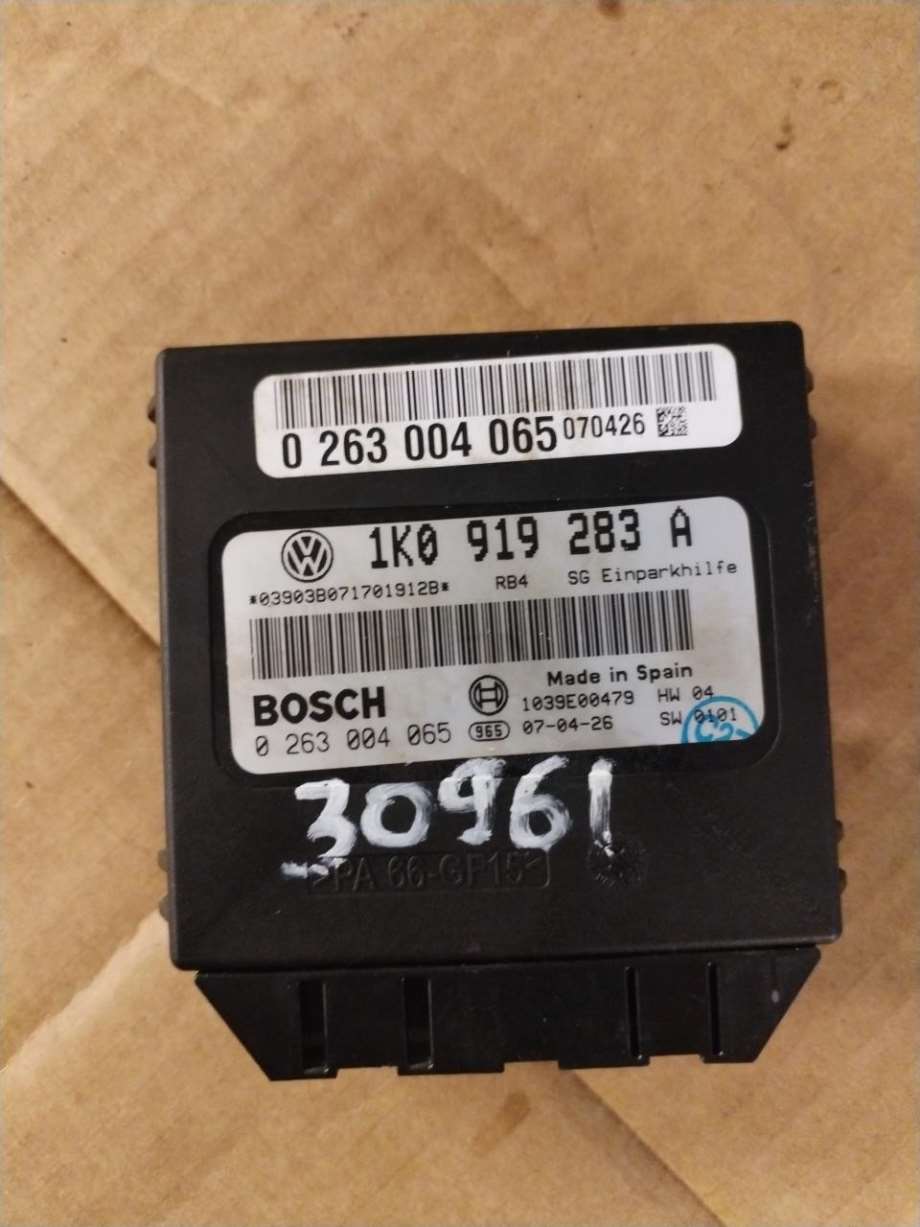 0 263 004 065 070426
1K0 919 283 A
*03903B071701912B* RB4 SG Einparkhilfe
Made in Spain
BOSCH 1039E00479 HW 04
0 263 004 065 965 07-04-26 SW 0101
30961
>PA 66-GF15<